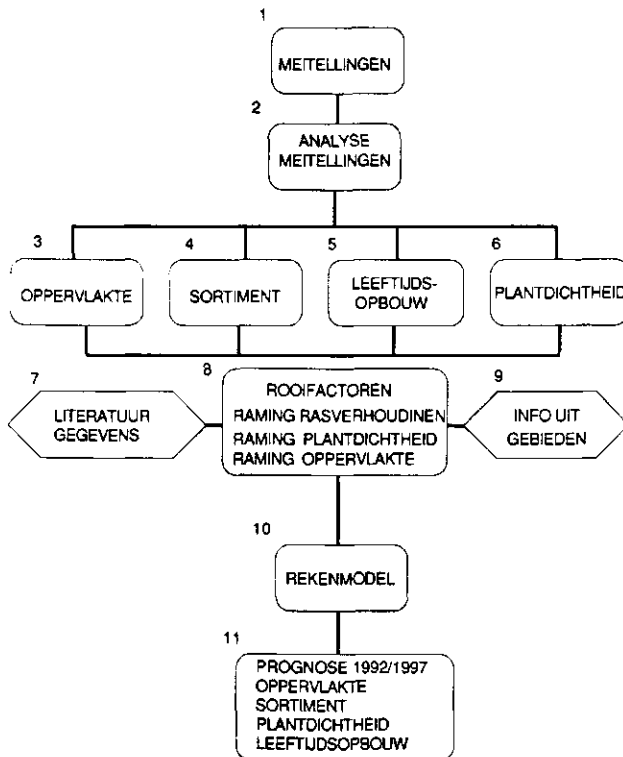 1
MEITELLINGEN
2
ANALYSE
MEITELLINGEN
3
OPPERVLAKTE
4
SORTIMENT
5
LEEFTIJDS-
OPBOUW
6
PLANTDICHTHEID
7
LITERATUUR
GEGEVENS
8
ROOIFACTOREN
RAMING RASVERHOUDINEN
RAMING PLANTDICHTHEID
RAMING OPPERVLAKTE
9
INFO UIT
GEBIEDEN
10
REKENMODEL
11
PROGNOSE 1992/1997
OPPERVLAKTE
SORTIMENT
PLANTDICHTHEID
LEEFTIJDSOPBOUW